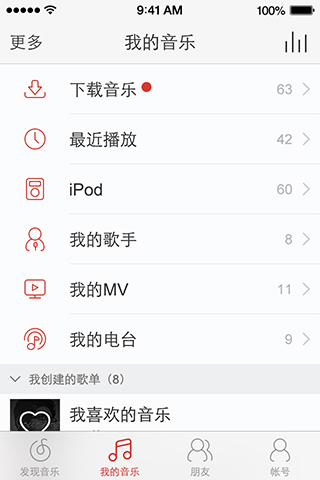 9:41 AM 100%
更多 我的音乐
下载音乐 63
最近播放 42
iPod 60
我的歌手 8
我的MV 11
我的电台 9
我创建的歌单（8）
我喜欢的音乐
发现音乐 我的音乐 朋友 帐号